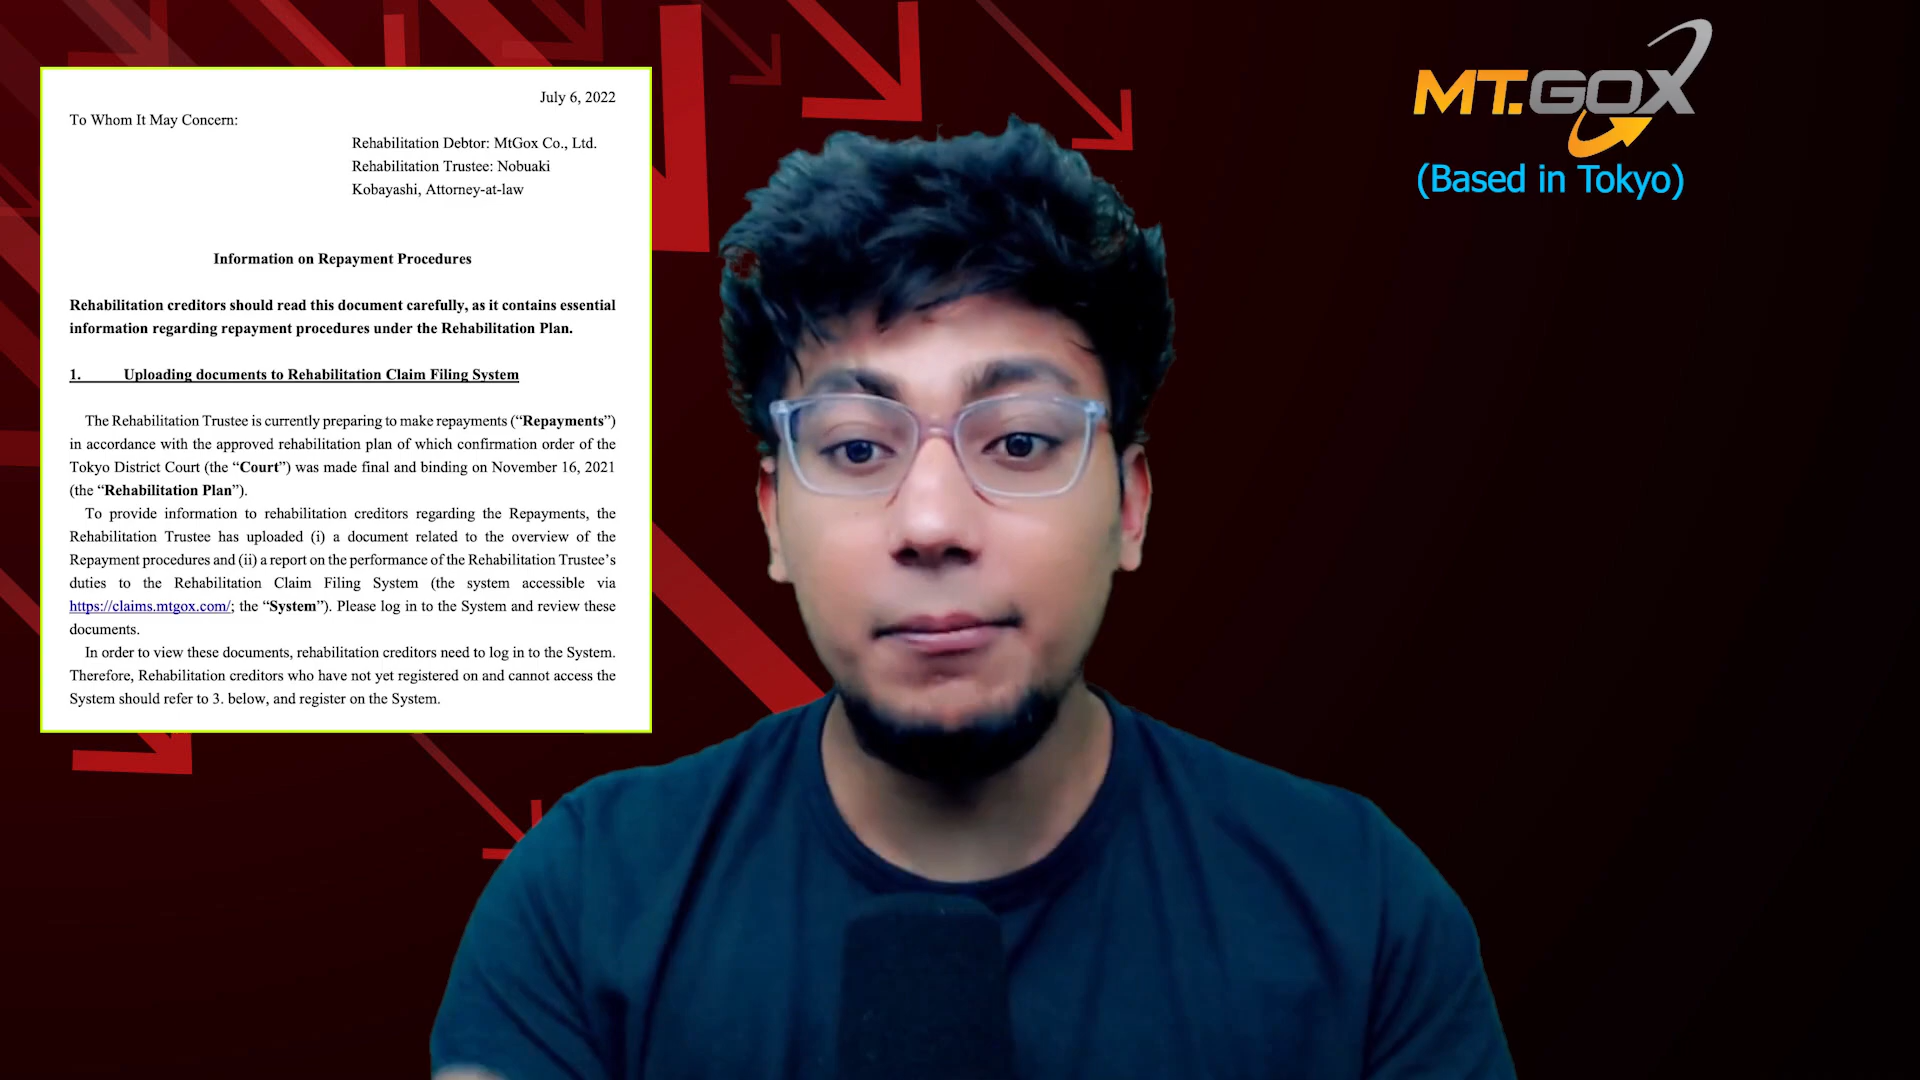 July 6, 2022
To Whom It May Concern:
Rehabilitation Debtor: MtGox Co., Ltd.
Rehabilitation Trustee: Nobuaki
Kobayashi, Attorney-at-law
Information on Repayment Procedures
Rehabilitation creditors should read this document carefully, as it contains essential
information regarding repayment procedures under the Rehabilitation Plan.
1. Uploading documents to Rehabilitation Claim Filing System
The Rehabilitation Trustee is currently preparing to make repayments (“Repayments”)
in accordance with the approved rehabilitation plan of which confirmation order of the
Tokyo District Court (the “Court”) was made final and binding on November 16, 2021
(the “Rehabilitation Plan”).
To provide information to rehabilitation creditors regarding the Repayments, the
Rehabilitation Trustee has uploaded (i) a document related to the overview of the
Repayment procedures and (ii) a report on the performance of the Rehabilitation Trustee’s
duties to the Rehabilitation Claim Filing System (the system accessible via
https://claims.mtgox.com/; the “System”). Please log in to the System and review these
documents.
In order to view these documents, rehabilitation creditors need to log in to the System.
Therefore, Rehabilitation creditors who have not yet registered on and cannot access the
System should refer to 3. below, and register on the System.
MT.GOX
(Based in Tokyo)